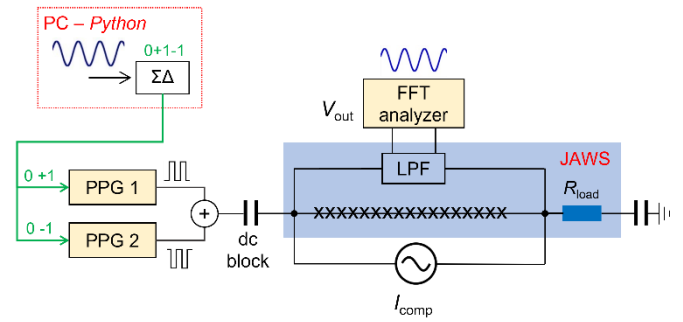 PC – Python
0+1-1
ΣΔ
FFT
analyzer
Vout
LPF
JAWS
Rload
0 +1
PPG 1
+
XXXXXXXXXXXXXXXX
0 -1
PPG 2
dc
block
Icomp